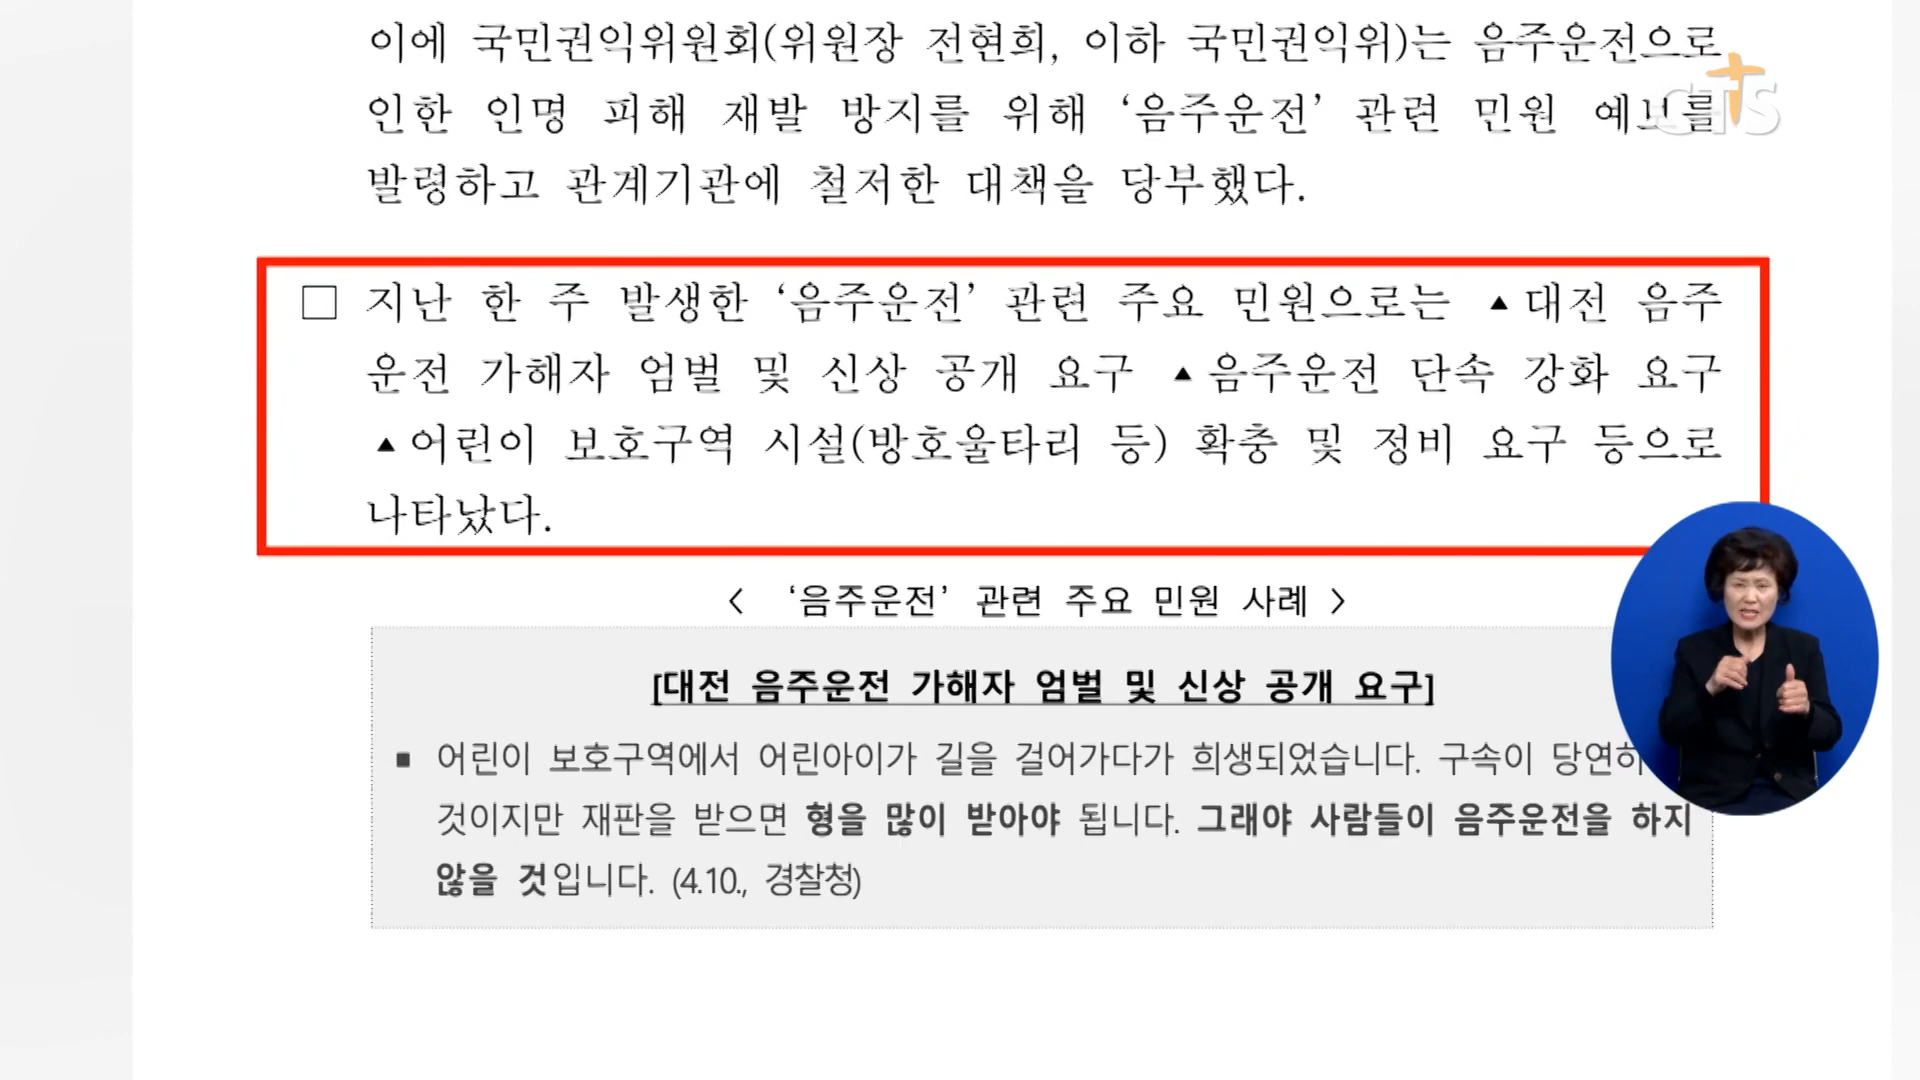 이에 국민권익위원회(위원장 전현희, 이하 국민권익위)는 음주운전으로
인한 인명 피해 재발 방지를 위해 ‘음주운전’ 관련 민원 예보를
CTS
발령하고 관계기관에 철저한 대책을 당부했다.
□ 지난 한 주 발생한 ‘음주운전’ 관련 주요 민원으로는 ▲대전 음주
운전 가해자 엄벌 및 신상 공개 요구 ▲음주운전 단속 강화 요구
▲어린이 보호구역 시설(방호울타리 등) 확충 및 정비 요구 등으로
나타났다.
< ‘음주운전’ 관련 주요 민원 사례 >
[대전 음주운전 가해자 엄벌 및 신상 공개 요구]
▪ 어린이 보호구역에서 어린아이가 길을 걸어가다가 희생되었습니다. 구속이
것이지만 재판을 받으면 형을 많이 받아야 됩니다. 그래야 사람들이 음주운전을 하지
않을 것입니다. (4.10., 경찰청)